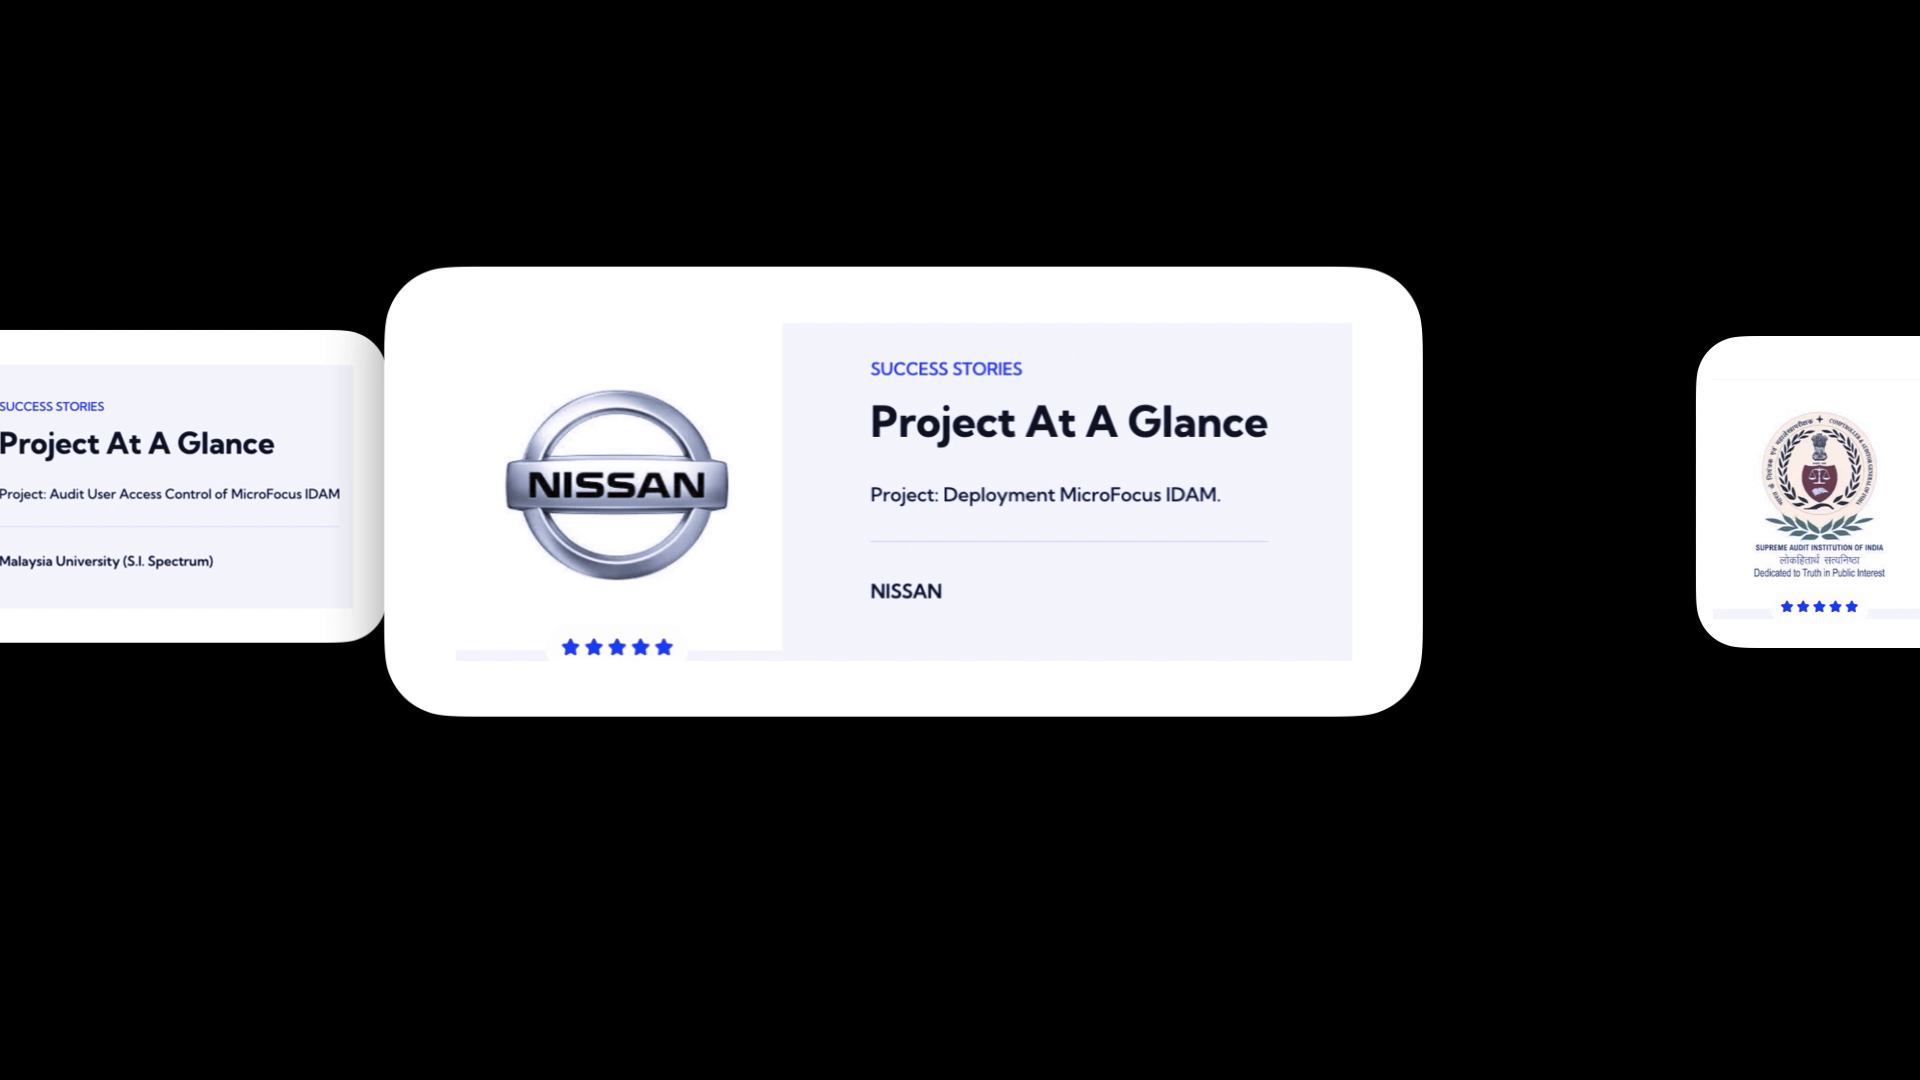 SUCCESS STORIES
Project At A Glance
Project: Audit User Access Control of MicroFocus IDAM
Malaysia University (S.I. Spectrum)
NISSAN
SUCCESS STORIES
Project At A Glance
Project: Deployment MicroFocus IDAM.
NISSAN
SUPREME AUDIT INSTITUTION OF INDIA
लोकहितार्थ सत्यनिष्ठा
Dedicated to Truth in Public Interest